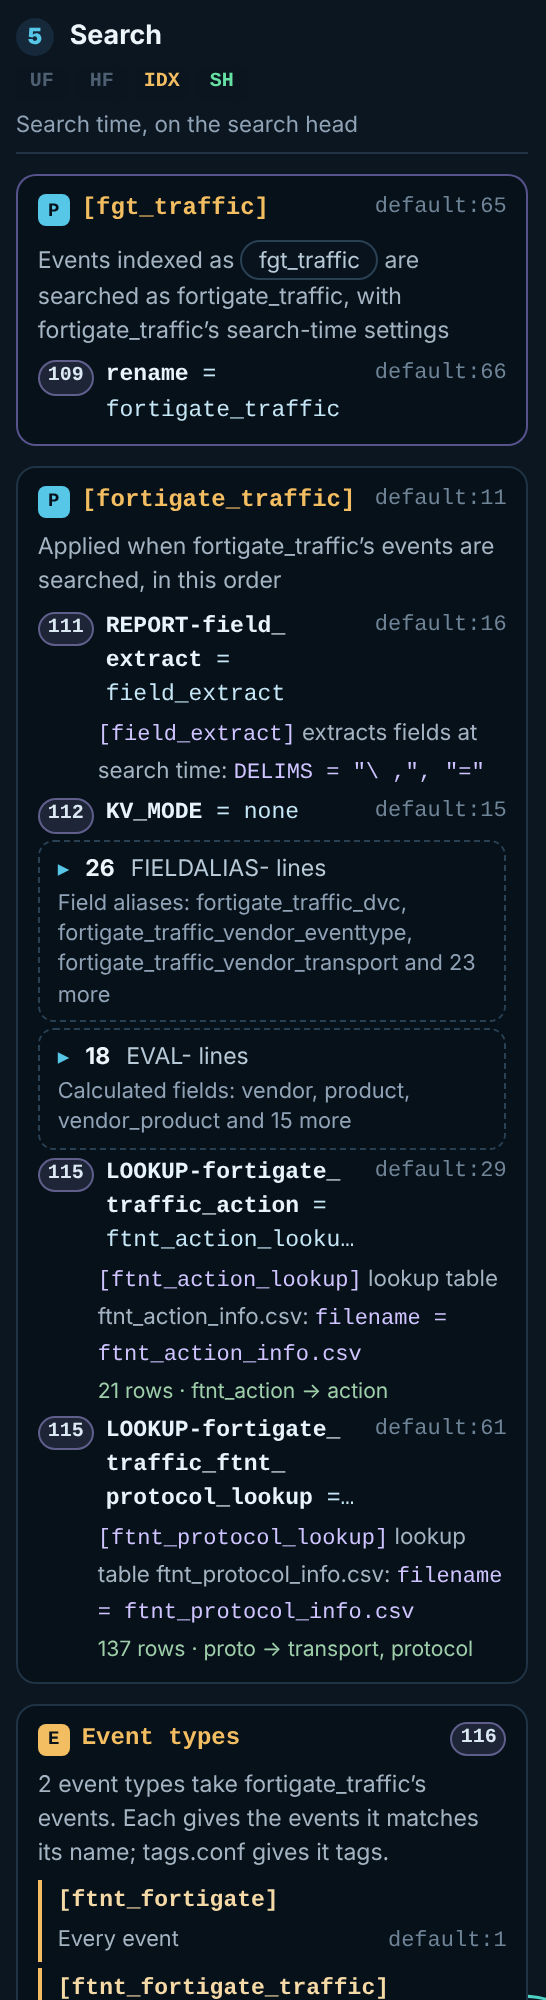 5 Search
UF HF IDX SH
Search time, on the search head
P [fgt_traffic] default:65
Events indexed as fgt_traffic are
searched as fortigate_traffic, with
fortigate_traffic’s search-time settings
109 rename = default:66
fortigate_traffic
P [fortigate_traffic] default:11
Applied when fortigate_traffic’s events are
searched, in this order
111 REPORT-field_ default:16
extract =
field_extract
[field_extract] extracts fields at
search time: DELIMS = "\ ,", "="
112 KV_MODE = none default:15
▸ 26 FIELDALIAS- lines
Field aliases: fortigate_traffic_dvc,
fortigate_traffic_vendor_eventtype,
fortigate_traffic_vendor_transport and 23
more
▸ 18 EVAL- lines
Calculated fields: vendor, product,
vendor_product and 15 more
115 LOOKUP-fortigate_ default:29
traffic_action =
ftnt_action_looku…
[ftnt_action_lookup] lookup table
ftnt_action_info.csv: filename =
ftnt_action_info.csv
21 rows · ftnt_action → action
115 LOOKUP-fortigate_ default:61
traffic_ftnt_
protocol_lookup =…
[ftnt_protocol_lookup] lookup
table ftnt_protocol_info.csv: filename
= ftnt_protocol_info.csv
137 rows · proto → transport, protocol
E Event types 116
2 event types take fortigate_traffic’s
events. Each gives the events it matches
its name; tags.conf gives it tags.
[ftnt_fortigate]
Every event default:1
[ftnt_fortigate_traffic]